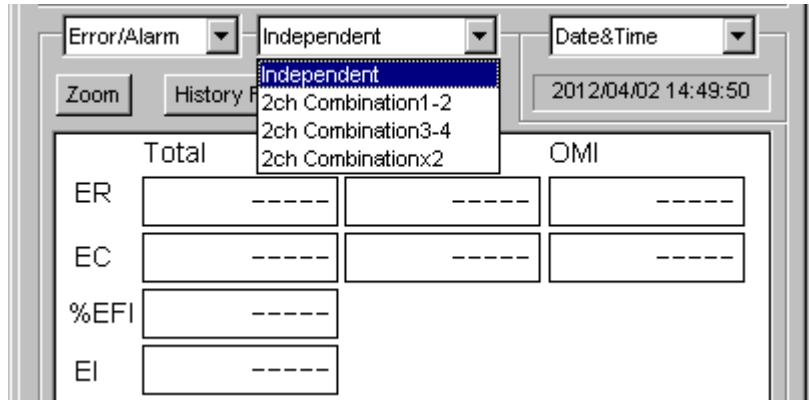 Error/Alarm Independent Date&Time
Independent
2ch Combination1-2
2ch Combination3-4
2ch Combinationx2
Zoom History 2012/04/02 14:49:50
Total OMI
ER ----- ----- -----
EC ----- ----- -----
%EFI -----
EI -----